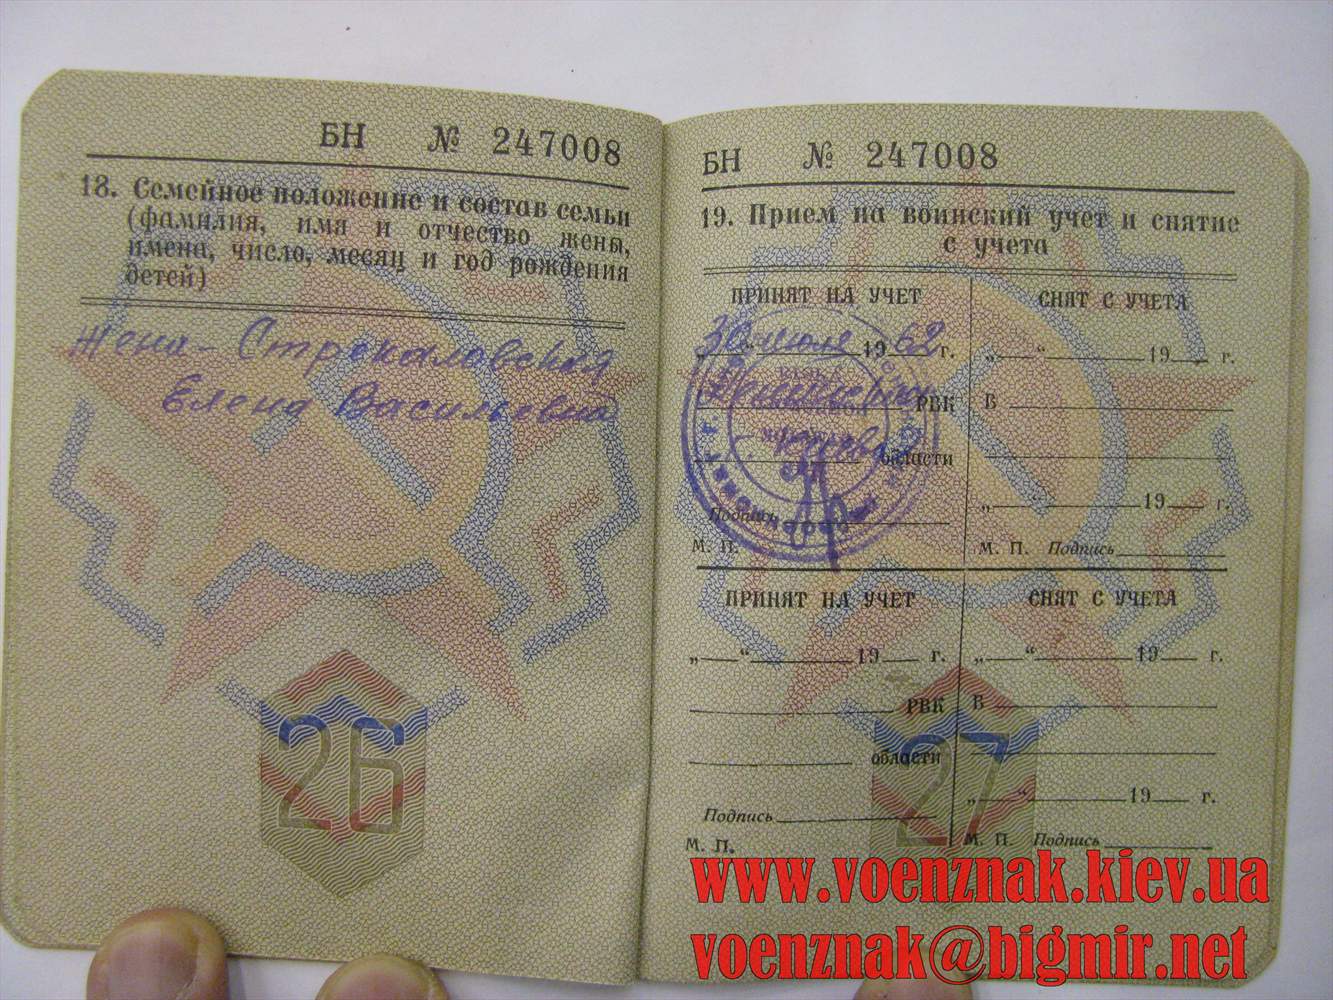 БН № 247008
18. Семейное положение и состав семьи
(фамилия, имя и отчество жены,
имена, число, месяц и год рождения
детей)
Жена - Стрекаловская
Елена Васильевна
26
БН № 247008
19. Прием на воинский учет и снятие
с учета
ПРИНЯТ НА УЧЕТ
„30“ июля 1962 г.
РВК
г. Киева
области
Подпись
М. П.
СНЯТ С УЧЕТА
„ “ 19 г.
В
„ “ 19 г.
М. П. Подпись
ПРИНЯТ НА УЧЕТ
„ “ 19 г.
РВК
области
Подпись
М. П.
СНЯТ С УЧЕТА
„ “ 19 г.
В
„ “ 19 г.
М. П. Подпись
27
www.voenznak.kiev.ua
voenznak@bigmir.net